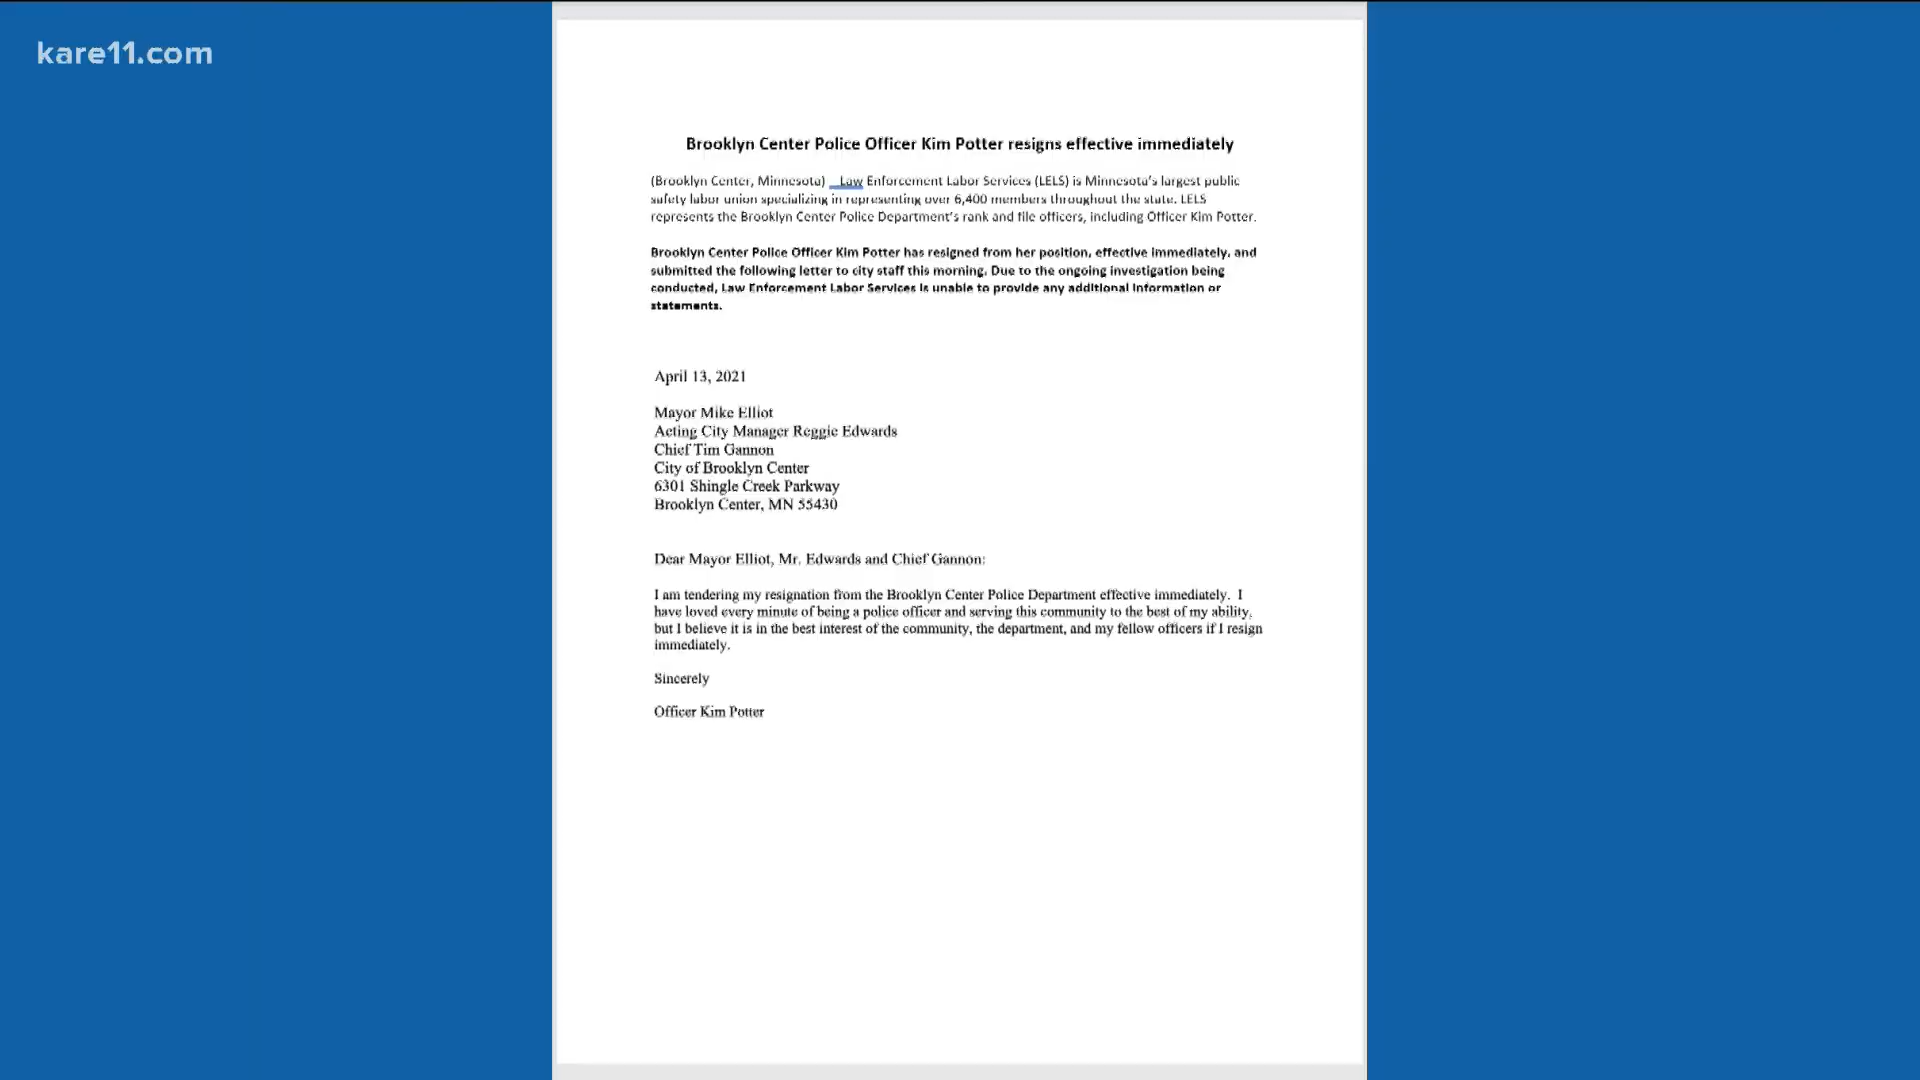 kare11.com
Brooklyn Center Police Officer Kim Potter resigns effective immediately
(Brooklyn Center, Minnesota) Law Enforcement Labor Services (LELS) is Minnesota's largest public
safety labor union specializing in representing over 6,400 members throughout the state. LELS
represents the Brooklyn Center Police Department's rank and file officers, including Officer Kim Potter.
Brooklyn Center Police Officer Kim Potter has resigned from her position, effective immediately, and
submitted the following letter to city staff this morning. Due to the ongoing investigation being
conducted, Law Enforcement Labor Services is unable to provide any additional information or
statements.
April 13, 2021
Mayor Mike Elliot
Acting City Manager Reggie Edwards
Chief Tim Gannon
City of Brooklyn Center
6301 Shingle Creek Parkway
Brooklyn Center, MN 55430
Dear Mayor Elliot, Mr. Edwards and Chief Gannon:
I am tendering my resignation from the Brooklyn Center Police Department effective immediately. I
have loved every minute of being a police officer and serving this community to the best of my ability,
but I believe it is in the best interest of the community, the department, and my fellow officers if I resign
immediately.
Sincerely
Officer Kim Potter